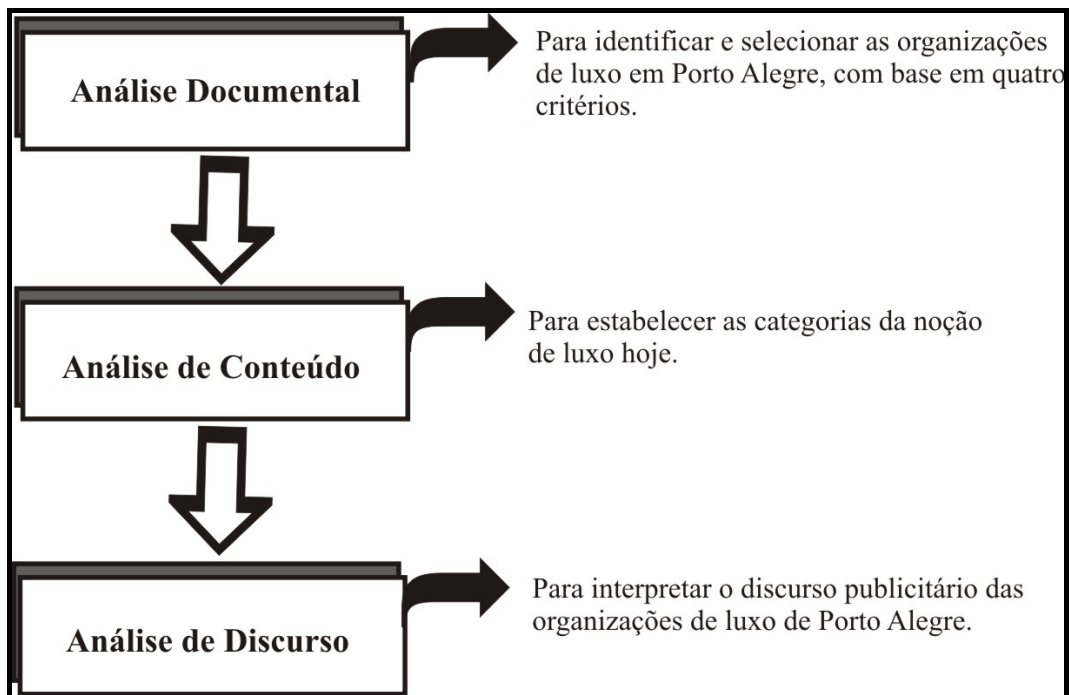 Análise Documental
Para identificar e selecionar as organizações
de luxo em Porto Alegre, com base em quatro
critérios.
Análise de Conteúdo
Para estabelecer as categorias da noção
de luxo hoje.
Análise de Discurso
Para interpretar o discurso publicitário das
organizações de luxo de Porto Alegre.